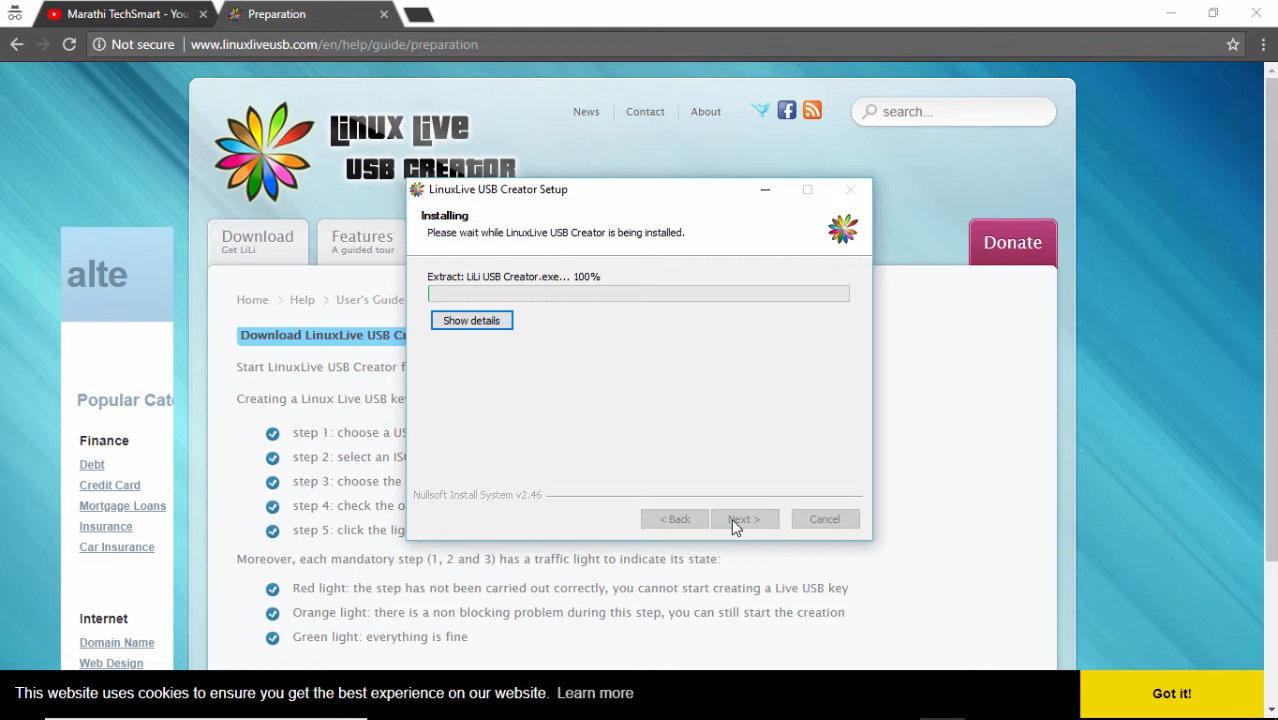 Marathi TechSmart - You
Preparation
Not secure
www.linuxliveusb.com/en/help/guide/preparation
News
Contact
About
search...
Linux Live
USB CREATOR
Download
Get LiLi
Features
A guided tour
Donate
LinuxLive USB Creator Setup
Installing
Please wait while LinuxLive USB Creator is being installed.
Extract: LiLi USB Creator.exe... 100%
Show details
Nullsoft Install System v2.46
< Back
Next >
Cancel
alte
Popular Cat
Finance
Debt
Credit Card
Mortgage Loans
Insurance
Car Insurance
Internet
Domain Name
Web Design
Home
Help
User's Guide
Download LinuxLive USB Cr
Start LinuxLive USB Creator f
Creating a Linux Live USB key
step 1: choose a US
step 2: select an IS
step 3: choose the
step 4: check the o
step 5: click the lig
Moreover, each mandatory step (1, 2 and 3) has a traffic light to indicate its state:
Red light: the step has not been carried out correctly, you cannot start creating a Live USB key
Orange light: there is a non blocking problem during this step, you can still start the creation
Green light: everything is fine
This website uses cookies to ensure you get the best experience on our website. Learn more
Got it!